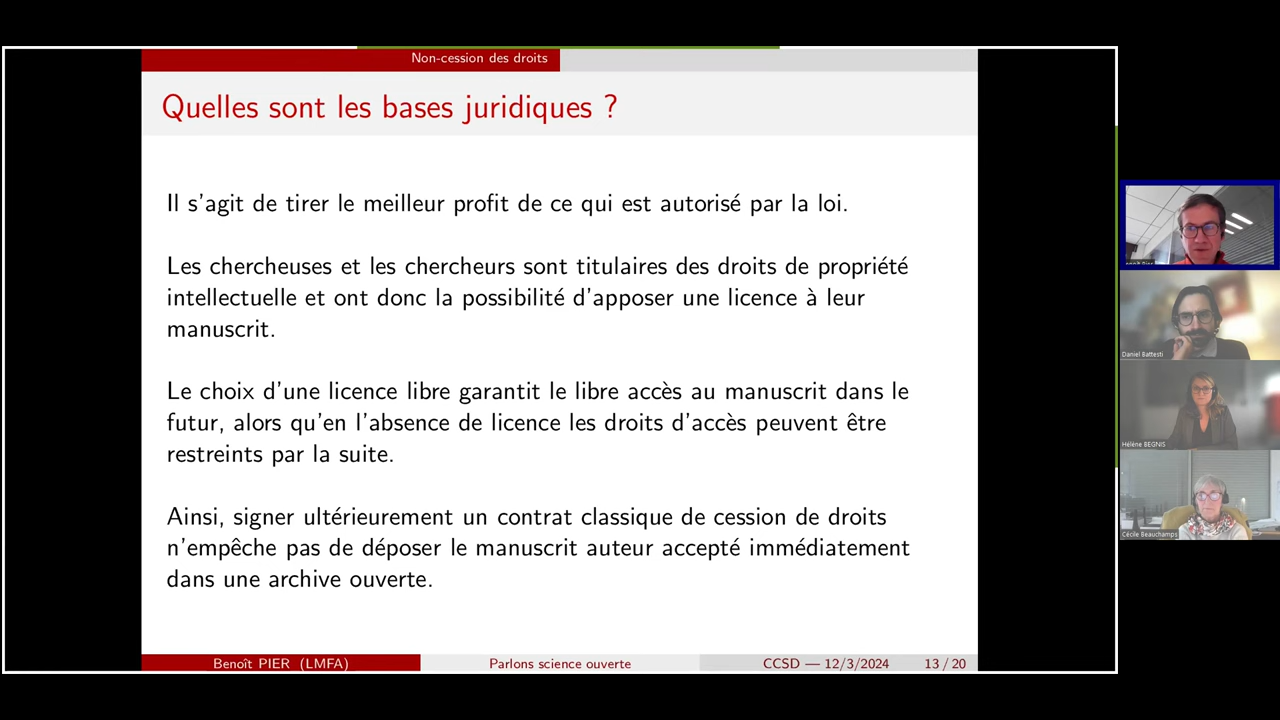 Non-cession des droits
Quelles sont les bases juridiques ?
Il s'agit de tirer le meilleur profit de ce qui est autorisé par la loi.
Les chercheuses et les chercheurs sont titulaires des droits de propriété
intellectuelle et ont donc la possibilité d'apposer une licence à leur
manuscrit.
Le choix d'une licence libre garantit le libre accès au manuscrit dans le
futur, alors qu'en l'absence de licence les droits d'accès peuvent être
restreints par la suite.
Ainsi, signer ultérieurement un contrat classique de cession de droits
n'empêche pas de déposer le manuscrit auteur accepté immédiatement
dans une archive ouverte.
Benoît PIER (LMFA)
Parlons science ouverte
CCSD — 12/3/2024
13 / 20
Daniel Battesti
Hélène BEGNIS
Cécile Beauchamps